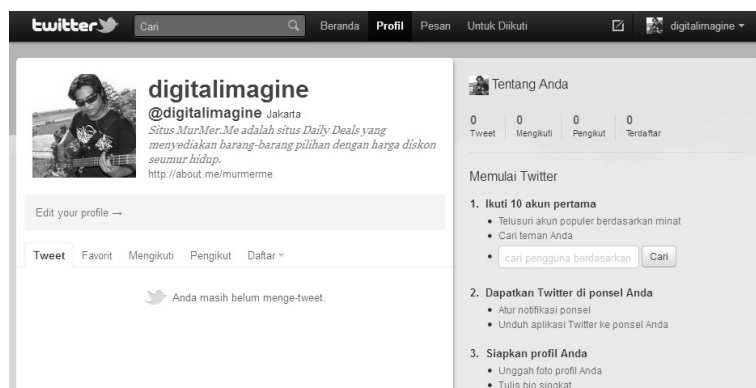 twitter
Cari
Beranda Profil Pesan Untuk Diikuti
digitalimagine
digitalimagine
@digitalimagine Jakarta
Situs MurMer.Me adalah situs Daily Deals yang
menyediakan barang-barang pilihan dengan harga diskon
seumur hidup.
http://about.me/murmerme
Edit your profile →
Tweet Favorit Mengikuti Pengikut Daftar
Anda masih belum menge-tweet.
Tentang Anda
0 0 0 0
Tweet Mengikuti Pengikut Terdaftar
Memulai Twitter
1. Ikuti 10 akun pertama
• Telusuri akun populer berdasarkan minat
• Cari teman Anda
• cari pengguna berdasarkan Cari
2. Dapatkan Twitter di ponsel Anda
• Atur notifikasi ponsel
• Unduh aplikasi Twitter ke ponsel Anda
3. Siapkan profil Anda
• Unggah foto profil Anda
• Tulis bio singkat